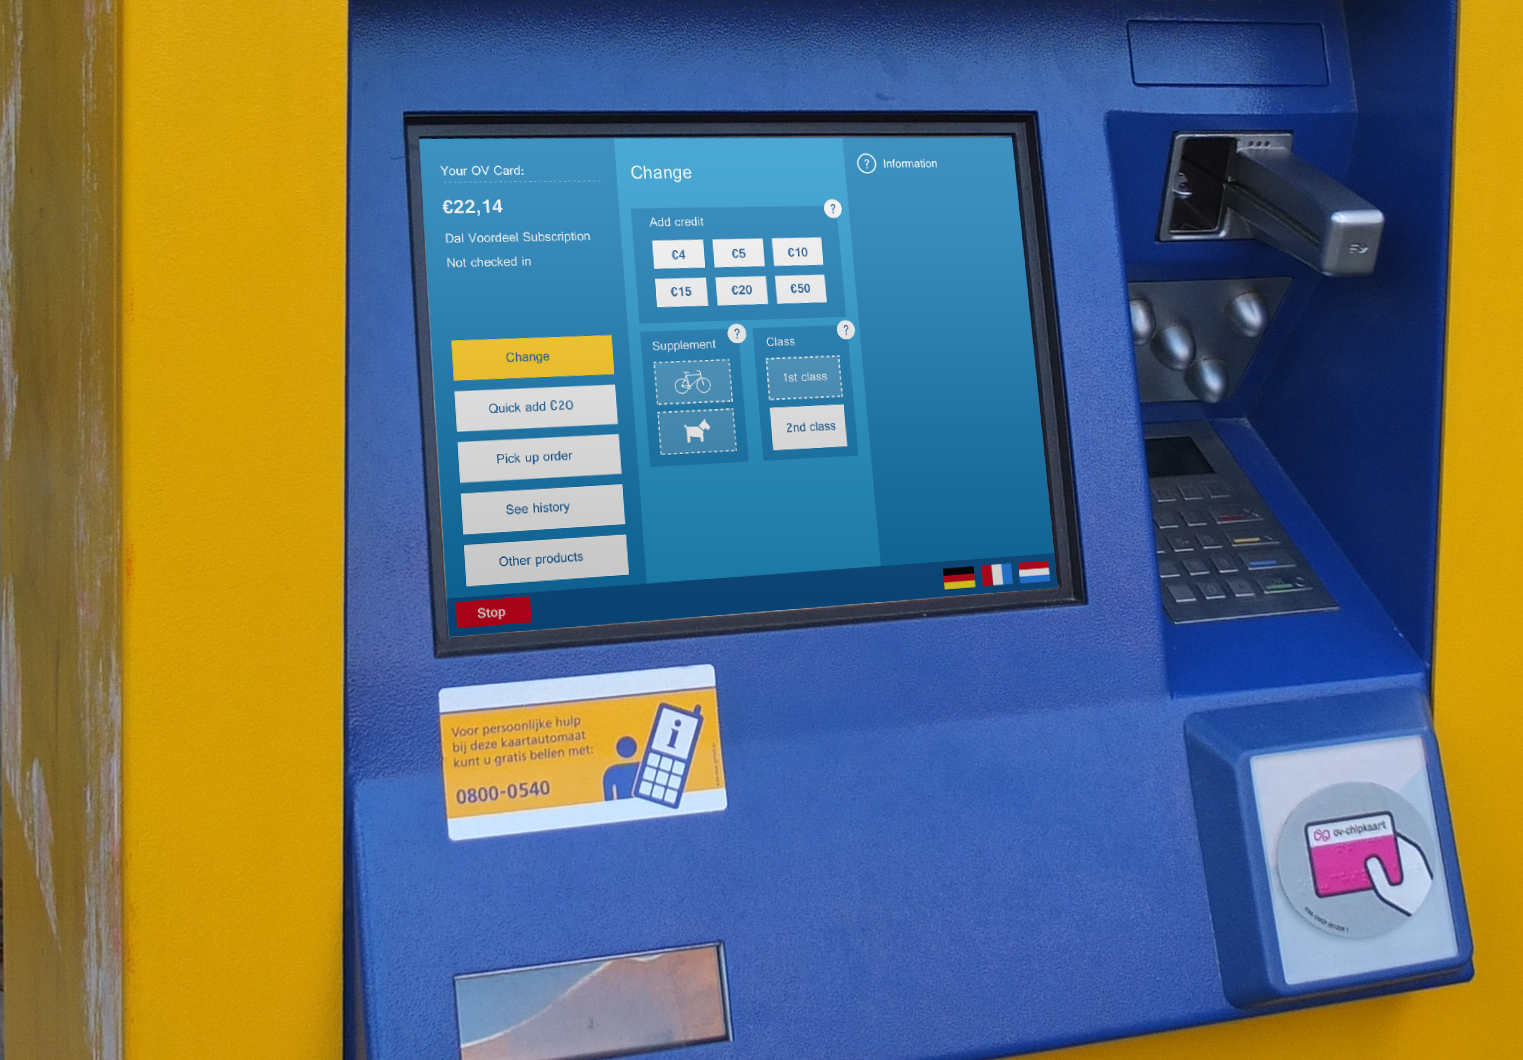 Your OV Card:
€22,14
Dal Voordeel Subscription
Not checked in
Change
Quick add €20
Pick up order
See history
Other products
Stop
Change
Add credit
?
€4
€5
€10
€15
€20
€50
Supplement
?
Class
?
1st class
2nd class
? Information
Voor persoonlijke hulp
bij deze kaartautomaat
kunt u gratis bellen met:
0800-0540
i
ov-chipkaart